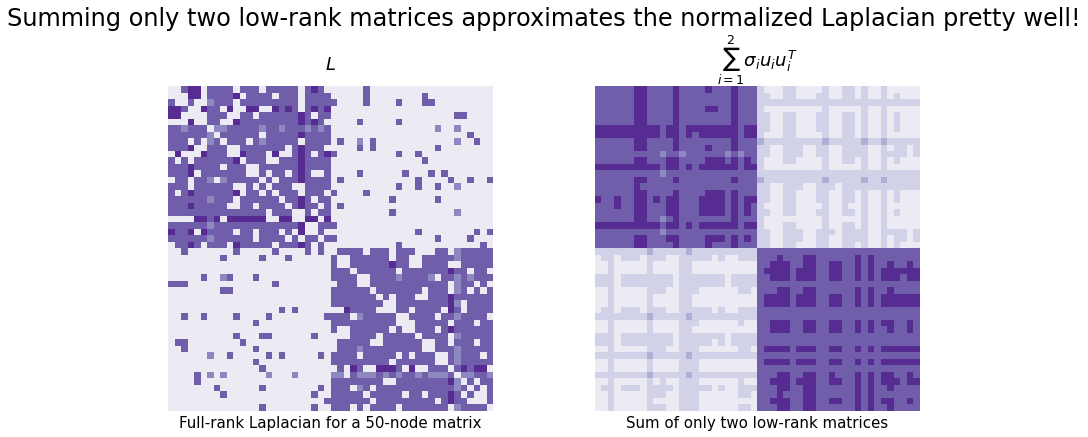 Summing only two low-rank matrices approximates the normalized Laplacian pretty well!
L
2
∑ σᵢuᵢuᵢᵀ
i = 1
Full-rank Laplacian for a 50-node matrix
Sum of only two low-rank matrices